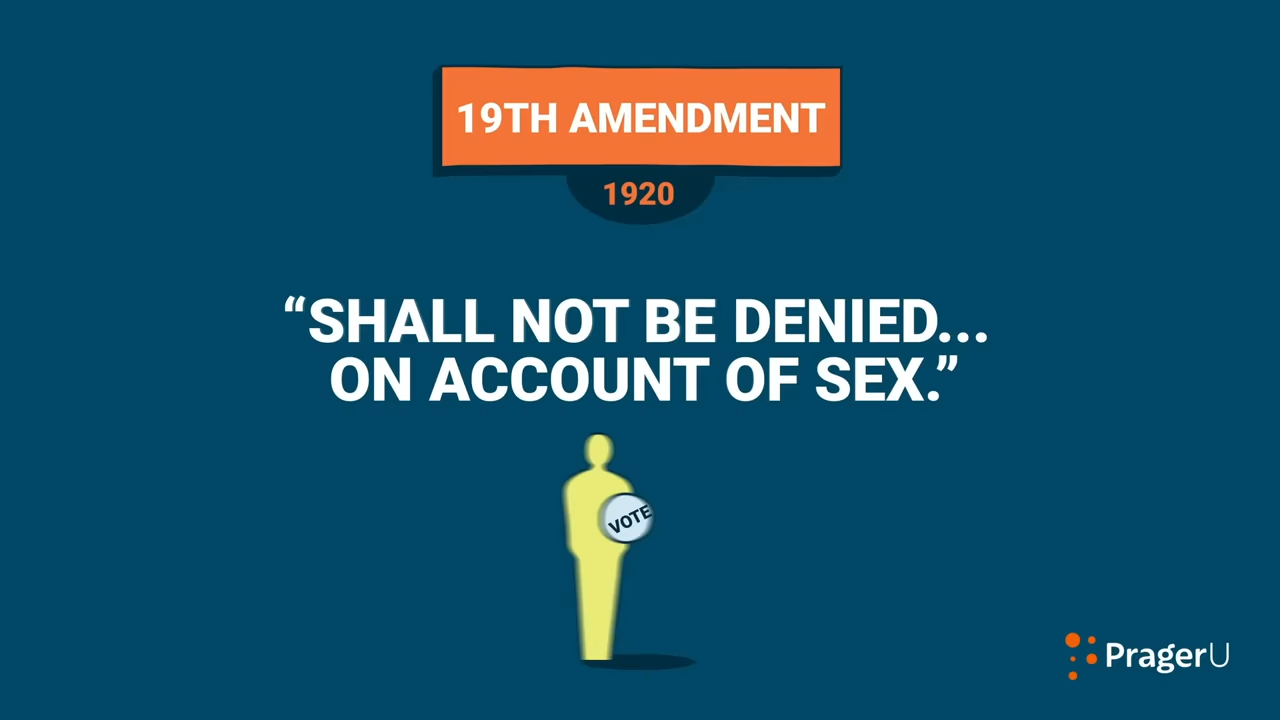 19TH AMENDMENT
1920
“SHALL NOT BE DENIED...
ON ACCOUNT OF SEX.”
VOTE
PragerU